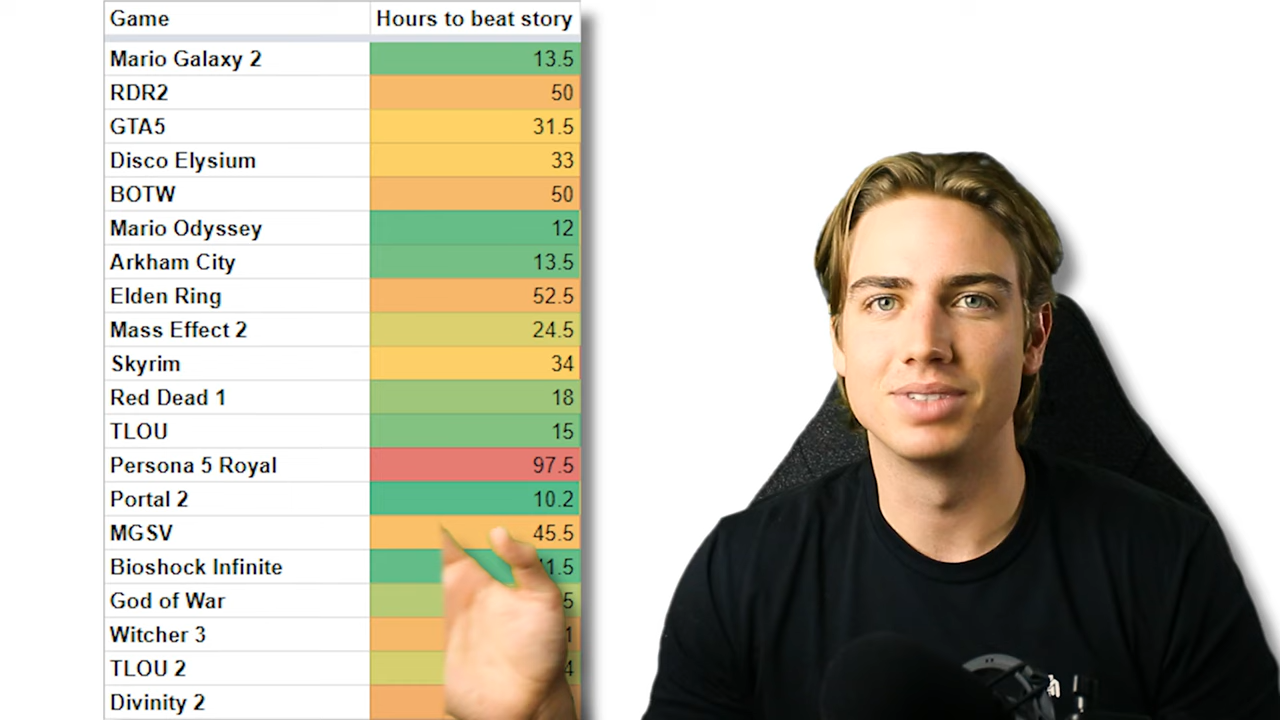 Game Hours to beat story
Mario Galaxy 2 13.5
RDR2 50
GTA5 31.5
Disco Elysium 33
BOTW 50
Mario Odyssey 12
Arkham City 13.5
Elden Ring 52.5
Mass Effect 2 24.5
Skyrim 34
Red Dead 1 18
TLOU 15
Persona 5 Royal 97.5
Portal 2 10.2
MGSV 45.5
Bioshock Infinite
God of War
Witcher 3
TLOU 2
Divinity 2